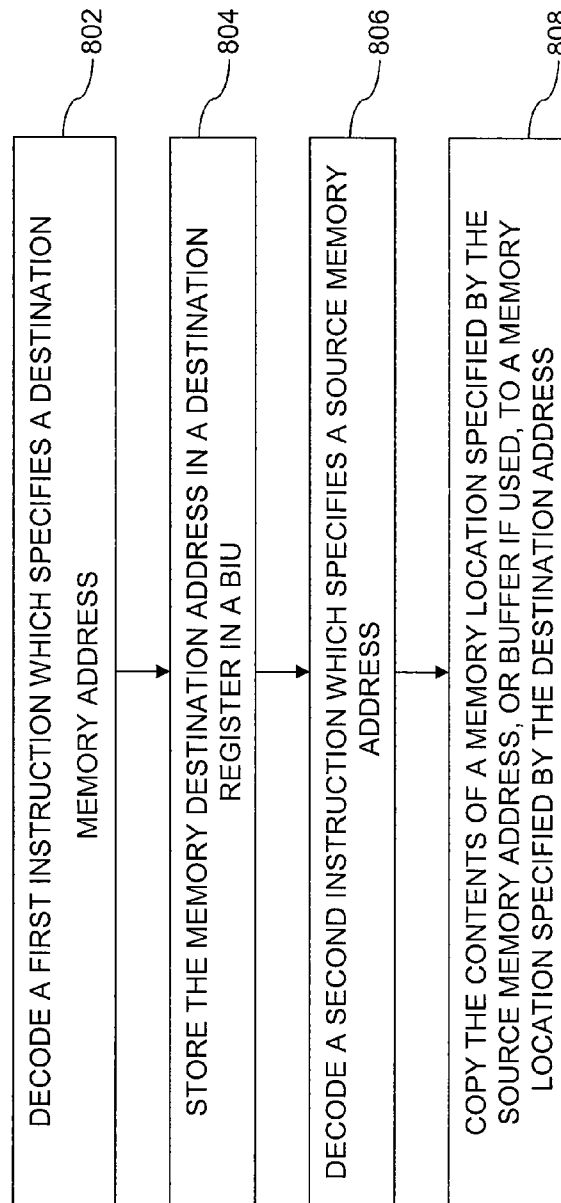 DECODE A FIRST INSTRUCTION WHICH SPECIFIES A DESTINATION
MEMORY ADDRESS
802
STORE THE MEMORY DESTINATION ADDRESS IN A DESTINATION
REGISTER IN A BIU
804
DECODE A SECOND INSTRUCTION WHICH SPECIFIES A SOURCE MEMORY
ADDRESS
806
COPY THE CONTENTS OF A MEMORY LOCATION SPECIFIED BY THE
SOURCE MEMORY ADDRESS, OR BUFFER IF USED, TO A MEMORY
LOCATION SPECIFIED BY THE DESTINATION ADDRESS
808